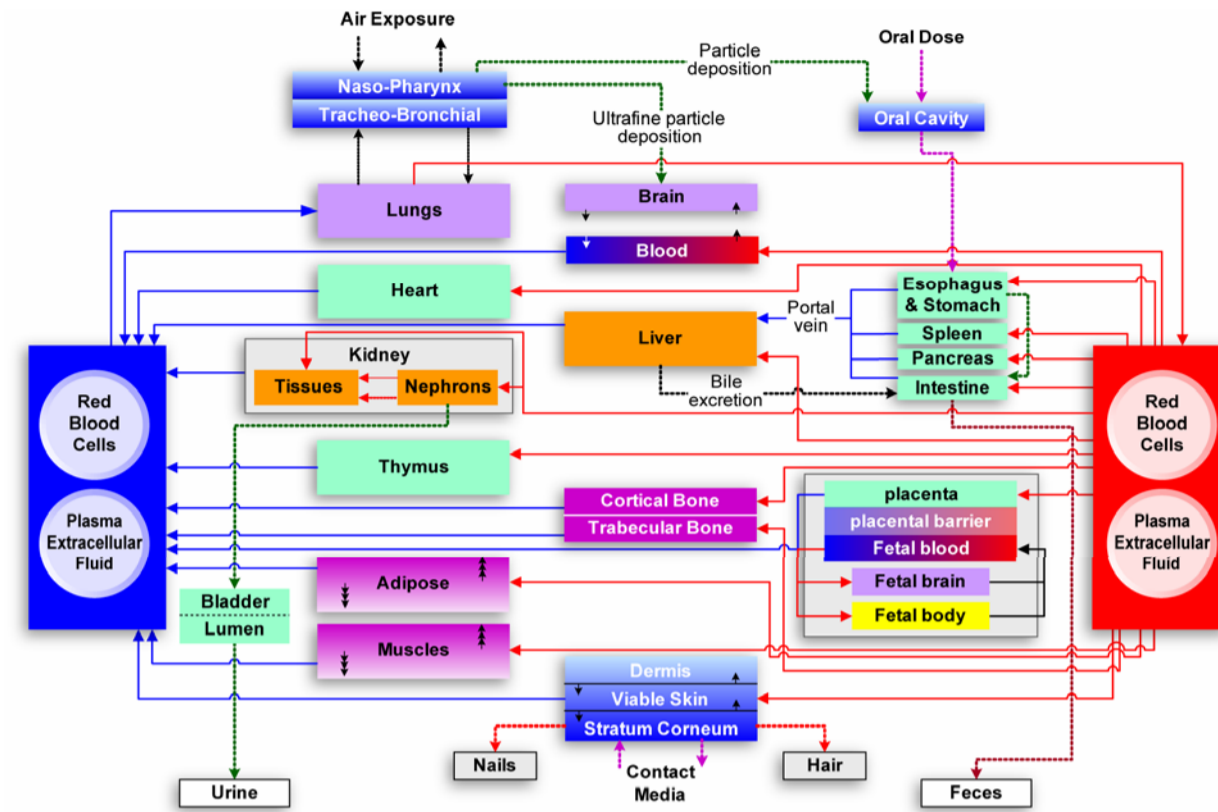 Air Exposure
Particle
deposition
Oral Dose
Naso-Pharynx
Tracheo-Bronchial
Ultrafine particle
deposition
Oral Cavity
Lungs
Brain
Blood
Heart
Esophagus
& Stomach
Portal
vein
Liver
Spleen
Pancreas
Intestine
Kidney
Tissues
Nephrons
Bile
excretion
Red
Blood
Cells
Plasma
Extracellular
Fluid
Red
Blood
Cells
Plasma
Extracellular
Fluid
Thymus
Cortical Bone
Trabecular Bone
placenta
placental barrier
Fetal blood
Fetal brain
Fetal body
Adipose
Bladder
Lumen
Muscles
Dermis
Viable Skin
Stratum Corneum
Nails
Contact
Media
Hair
Urine
Feces